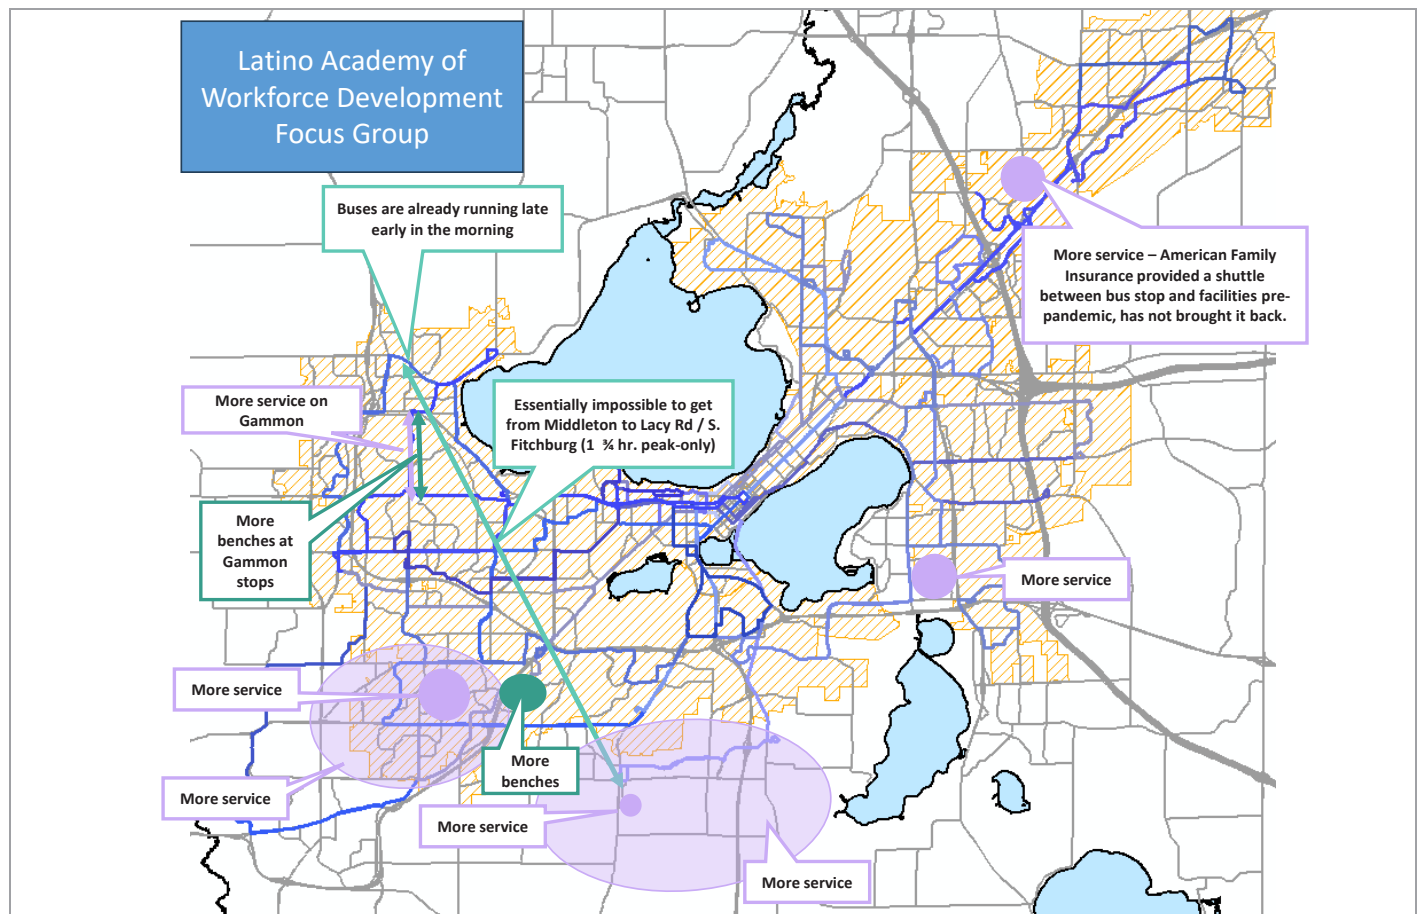 Latino Academy of
Workforce Development
Focus Group
Buses are already running late
early in the morning
More service – American Family
Insurance provided a shuttle
between bus stop and facilities pre-
pandemic, has not brought it back.
More service on
Gammon
Essentially impossible to get
from Middleton to Lacy Rd / S.
Fitchburg (1 ¾ hr. peak-only)
More
benches at
Gammon
stops
More service
More service
More
benches
More service
More service
More service